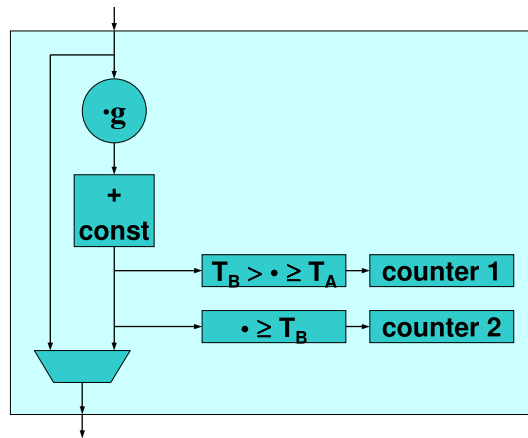 ·g
+
const
T_B > · ≥ T_A
counter 1
· ≥ T_B
counter 2